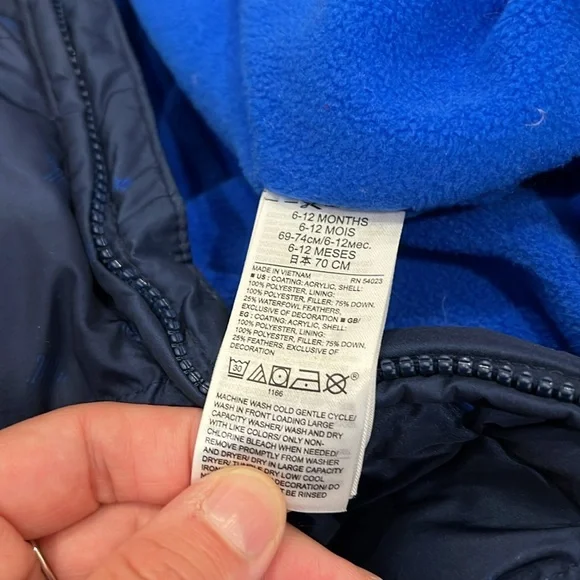 6-12 MONTHS
6-12 MOIS
69-74см/6-12мес.
6-12 MESES
日本 70 CM
MADE IN VIETNAM RN 54023
■ US : COATING: ACRYLIC, SHELL:
100% POLYESTER, LINING:
100% POLYESTER, FILLER: 75% DOWN,
25% WATERFOWL FEATHERS,
EXCLUSIVE OF DECORATION ■ GB/
EG : COATING: ACRYLIC, SHELL:
100% POLYESTER, LINING:
100% POLYESTER, FILLER: 75% DOWN,
25% FEATHERS, EXCLUSIVE OF
DECORATION
30 ®
1166
MACHINE WASH COLD GENTLE CYCLE/
WASH IN FRONT LOADING LARGE
CAPACITY WASHER/ WASH AND DRY
WITH LIKE COLORS/ ONLY NON-
CHLORINE BLEACH WHEN NEEDED/
REMOVE PROMPTLY FROM WASHER
AND DRYER/ DRY IN LARGE CAPACITY
DRYER/ TUMBLE DRY LOW/ COOL
IRON DECORATION/ DO
NOT BE RINSED